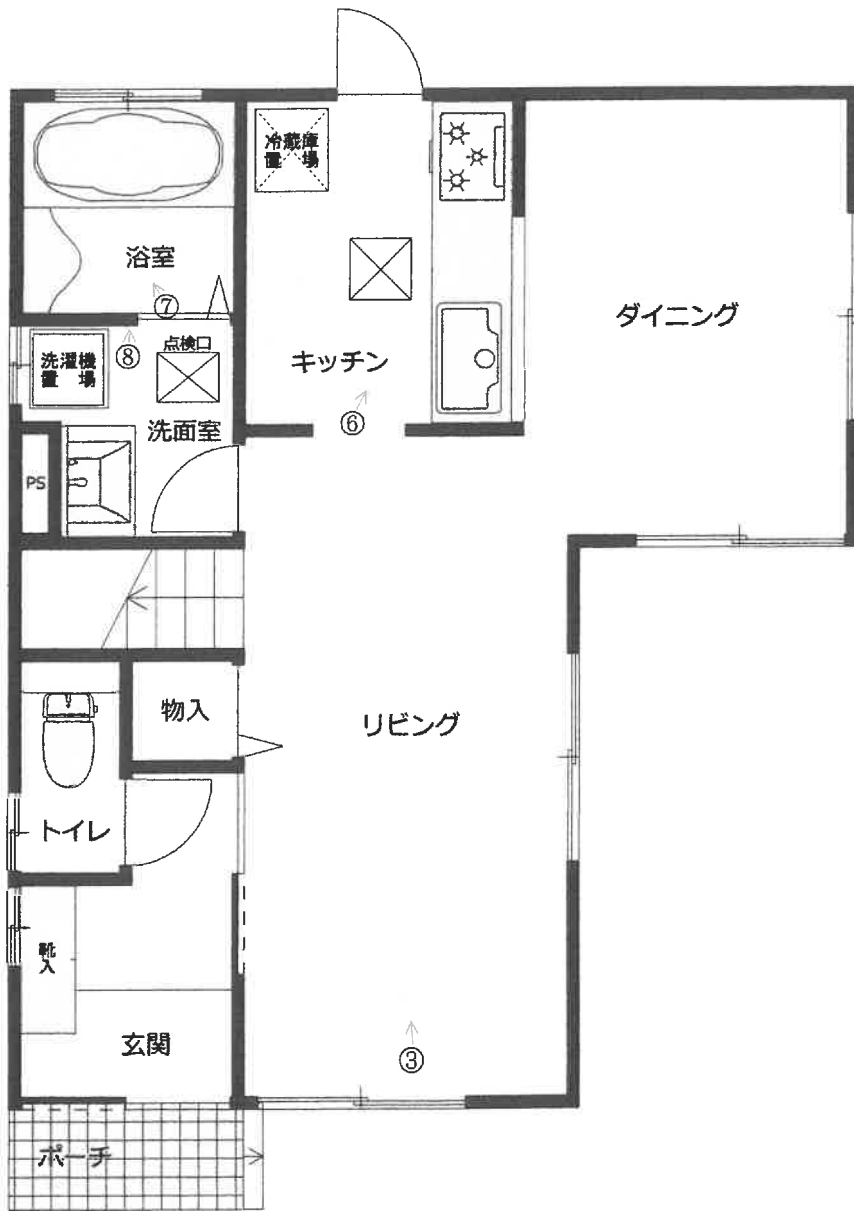 冷蔵庫
置 場
浴室
⑦
ダイニング
洗濯機
置 場
⑧
点検口
キッチン
⑥
洗面室
PS
物入
リビング
トイレ
靴入
玄関
③
ポーチ